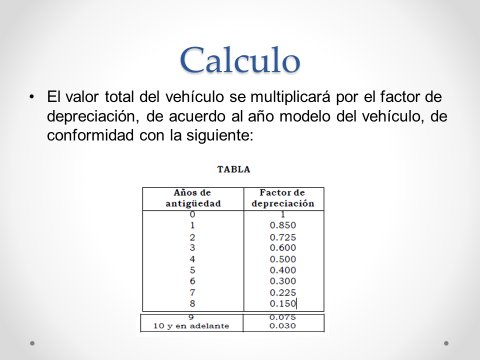 Calculo
• El valor total del vehículo se multiplicará por el factor de
depreciación, de acuerdo al año modelo del vehículo, de
conformidad con la siguiente:
TABLA
Años de antigüedad Factor de depreciación
0 1
1 0.850
2 0.725
3 0.600
4 0.500
5 0.400
6 0.300
7 0.225
8 0.150
9 0.075
10 y en adelante 0.030